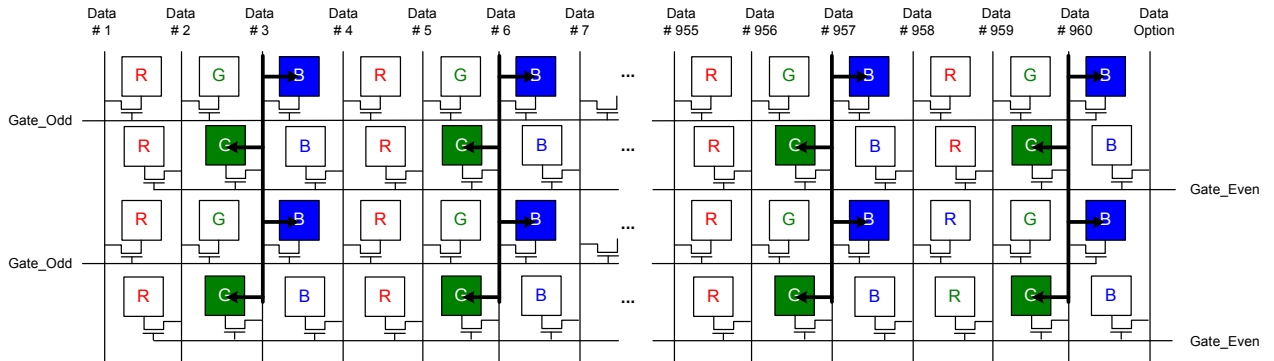 Data # 1 Data # 2 Data # 3 Data # 4 Data # 5 Data # 6 Data # 7 Data # 955 Data # 956 Data # 957 Data # 958 Data # 959 Data # 960 Data Option
R G B R G B ... R G B R G B
Gate_Odd
R G B R G B ... R G B R G B
Gate_Even
R G B R G B ... R G B R G B
Gate_Odd
R G B R G B ... R G B R G B
Gate_Even